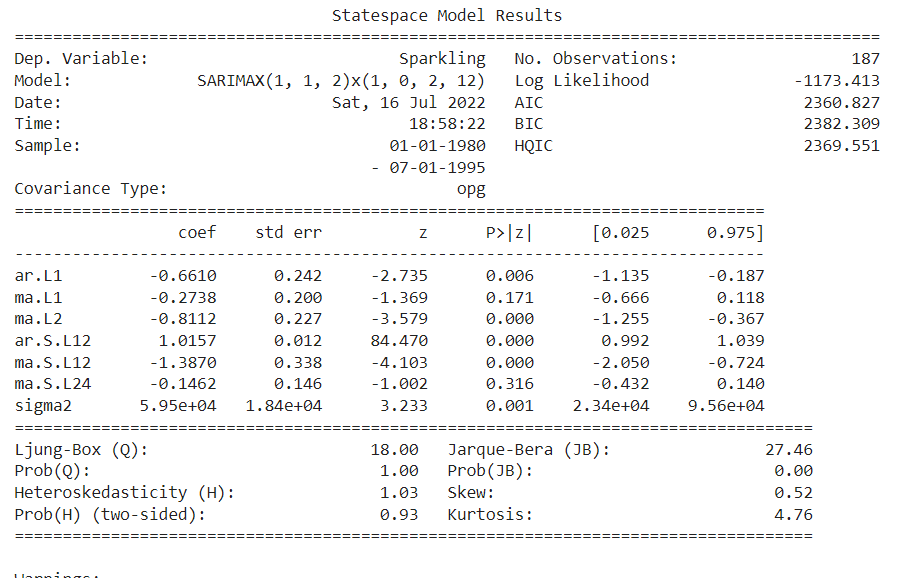 Statespace Model Results
==========================================================================================
Dep. Variable: Sparkling No. Observations: 187
Model: SARIMAX(1, 1, 2)x(1, 0, 2, 12) Log Likelihood -1173.413
Date: Sat, 16 Jul 2022 AIC 2360.827
Time: 18:58:22 BIC 2382.309
Sample: 01-01-1980 HQIC 2369.551
- 07-01-1995
Covariance Type: opg
==============================================================================
coef std err z P>|z| [0.025 0.975]
------------------------------------------------------------------------------
ar.L1 -0.6610 0.242 -2.735 0.006 -1.135 -0.187
ma.L1 -0.2738 0.200 -1.369 0.171 -0.666 0.118
ma.L2 -0.8112 0.227 -3.579 0.000 -1.255 -0.367
ar.S.L12 1.0157 0.012 84.470 0.000 0.992 1.039
ma.S.L12 -1.3870 0.338 -4.103 0.000 -2.050 -0.724
ma.S.L24 -0.1462 0.146 -1.002 0.316 -0.432 0.140
sigma2 5.95e+04 1.84e+04 3.233 0.001 2.34e+04 9.56e+04
===================================================================================
Ljung-Box (Q): 18.00 Jarque-Bera (JB): 27.46
Prob(Q): 1.00 Prob(JB): 0.00
Heteroskedasticity (H): 1.03 Skew: 0.52
Prob(H) (two-sided): 0.93 Kurtosis: 4.76
===================================================================================
Warnings: